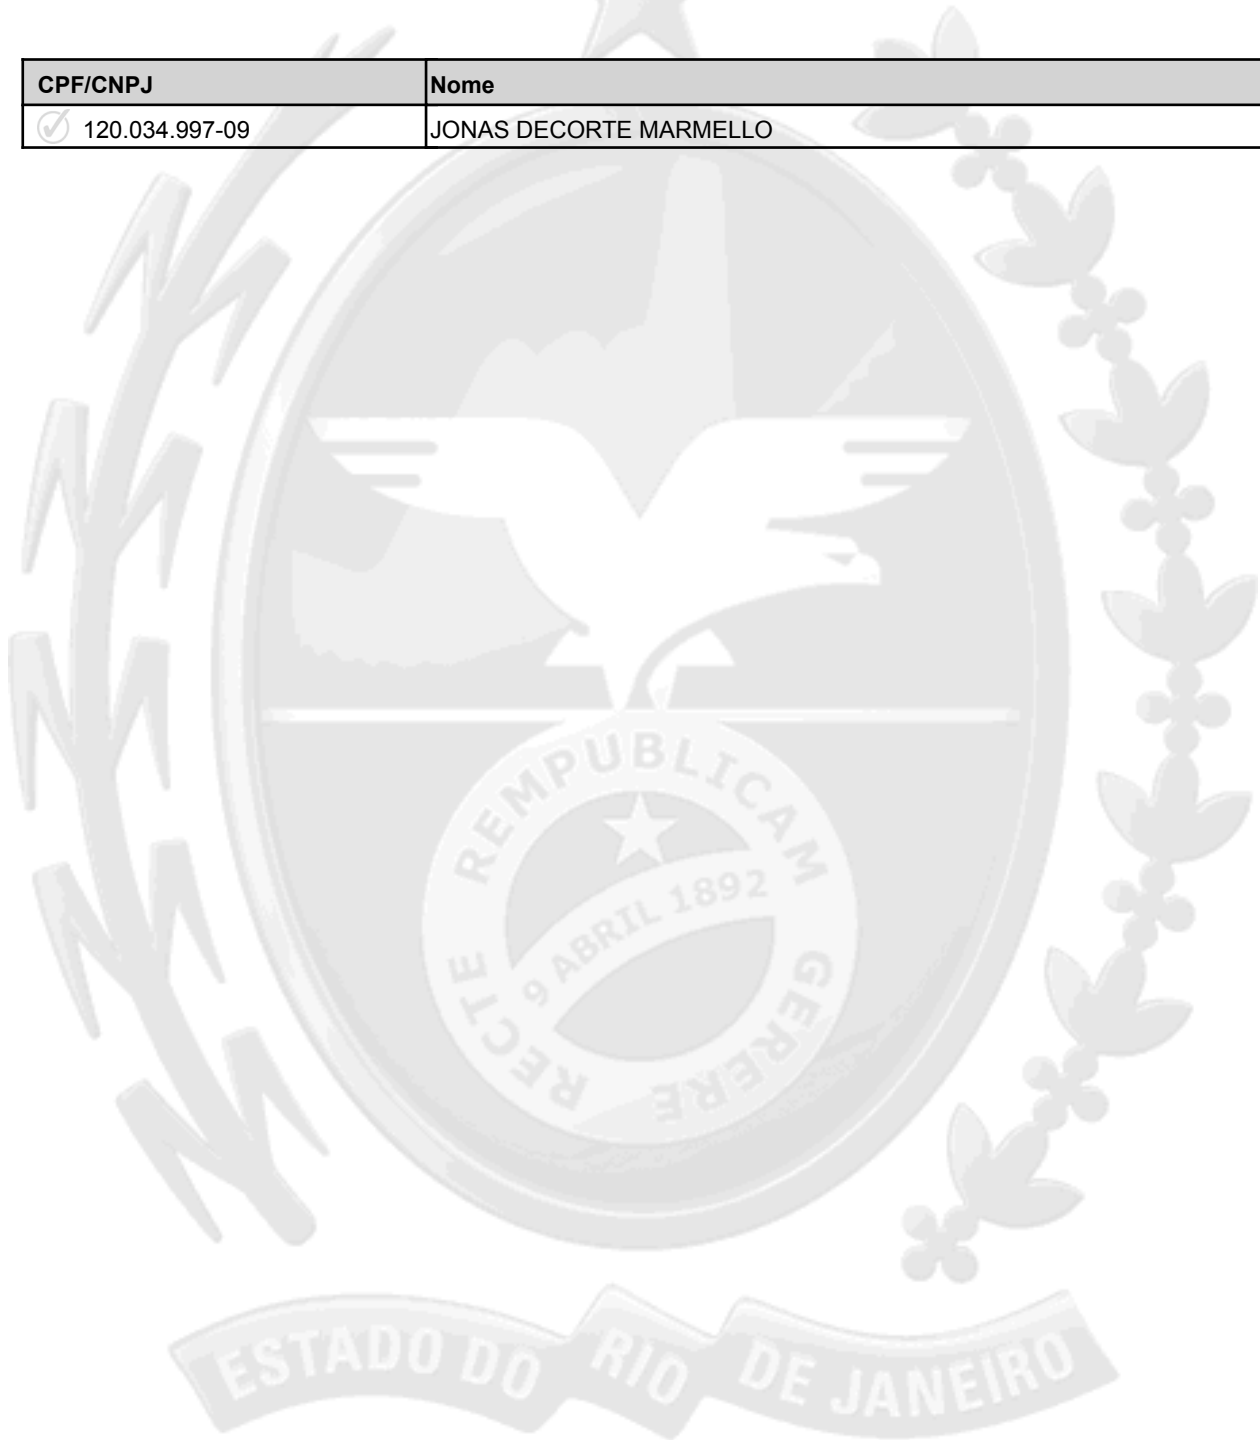 CPF/CNPJ Nome
120.034.997-09 JONAS DECORTE MARMELLO
REMPUBLICAM
9 ABRIL 1892
RECTE GERERE
ESTADO DO RIO DE JANEIRO